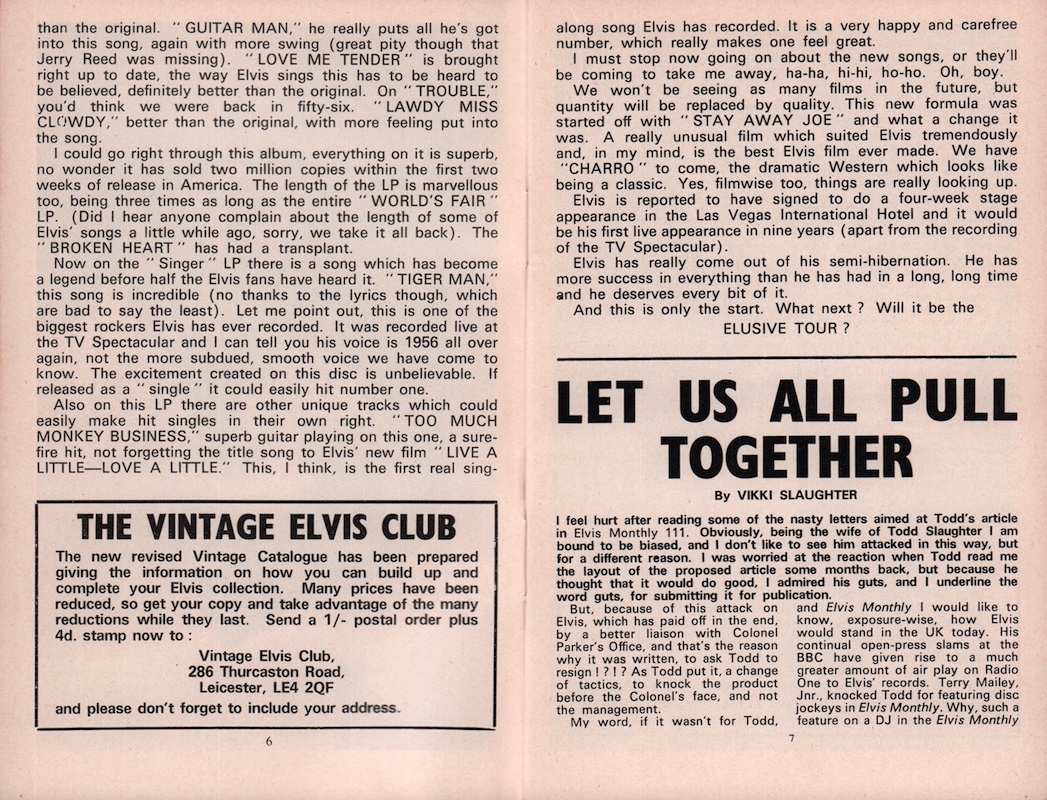 than the original. "GUITAR MAN," he really puts all he's got
into this song, again with more swing (great pity though that
Jerry Reed was missing). "LOVE ME TENDER" is brought
right up to date, the way Elvis sings this has to be heard to
be believed, definitely better than the original. On "TROUBLE,"
you'd think we were back in fifty-six. "LAWDY MISS
CLOWDY," better than the original, with more feeling put into
the song.
I could go right through this album, everything on it is superb,
no wonder it has sold two million copies within the first two
weeks of release in America. The length of the LP is marvellous
too, being three times as long as the entire "WORLD'S FAIR"
LP. (Did I hear anyone complain about the length of some of
Elvis' songs a little while ago, sorry, we take it all back). The
"BROKEN HEART" has had a transplant.
Now on the "Singer" LP there is a song which has become
a legend before half the Elvis fans have heard it. "TIGER MAN,"
this song is incredible (no thanks to the lyrics though, which
are bad to say the least). Let me point out, this is one of the
biggest rockers Elvis has ever recorded. It was recorded live at
the TV Spectacular and I can tell you his voice is 1956 all over
again, not the more subdued, smooth voice we have come to
know. The excitement created on this disc is unbelievable. If
released as a "single" it could easily hit number one.
Also on this LP there are other unique tracks which could
easily make hit singles in their own right. "TOO MUCH
MONKEY BUSINESS," superb guitar playing on this one, a sure-
fire hit, not forgetting the title song to Elvis' new film "LIVE A
LITTLE—LOVE A LITTLE." This, I think, is the first real sing-
THE VINTAGE ELVIS CLUB
The new revised Vintage Catalogue has been prepared
giving the information on how you can build up and
complete your Elvis collection. Many prices have been
reduced, so get your copy and take advantage of the many
reductions while they last. Send a 1/- postal order plus
4d. stamp now to :
Vintage Elvis Club,
286 Thurcaston Road,
Leicester, LE4 2QF
and please don't forget to include your address.
6
along song Elvis has recorded. It is a very happy and carefree
number, which really makes one feel great.
I must stop now going on about the new songs, or they'll
be coming to take me away, ha-ha, hi-hi, ho-ho. Oh, boy.
We won't be seeing as many films in the future, but
quantity will be replaced by quality. This new formula was
started off with "STAY AWAY JOE" and what a change it
was. A really unusual film which suited Elvis tremendously
and, in my mind, is the best Elvis film ever made. We have
"CHARRO" to come, the dramatic Western which looks like
being a classic. Yes, filmwise too, things are really looking up.
Elvis is reported to have signed to do a four-week stage
appearance in the Las Vegas International Hotel and it would
be his first live appearance in nine years (apart from the recording
of the TV Spectacular).
Elvis has really come out of his semi-hibernation. He has
more success in everything than he has had in a long, long time
and he deserves every bit of it.
And this is only the start. What next ? Will it be the
ELUSIVE TOUR ?
LET US ALL PULL
TOGETHER
By VIKKI SLAUGHTER
I feel hurt after reading some of the nasty letters aimed at Todd's article
in Elvis Monthly 111. Obviously, being the wife of Todd Slaughter I am
bound to be biased, and I don't like to see him attacked in this way, but
for a different reason. I was worried at the reaction when Todd read me
the layout of the proposed article some months back, but because he
thought that it would do good, I admired his guts, and I underline the
word guts, for submitting it for publication.
But, because of this attack on
Elvis, which has paid off in the end,
by a better liaison with Colonel
Parker's Office, and that's the reason
why it was written, to ask Todd to
resign ! ? ! ? As Todd put it, a change
of tactics, to knock the product
before the Colonel's face, and not
the management.
My word, if it wasn't for Todd,
and Elvis Monthly I would like to
know, exposure-wise, how Elvis
would stand in the UK today. His
continual open-press slams at the
BBC have given rise to a much
greater amount of air play on Radio
One to Elvis' records. Terry Mailey,
Jnr., knocked Todd for featuring disc
jockeys in Elvis Monthly. Why, such a
feature on a DJ in the Elvis Monthly
7